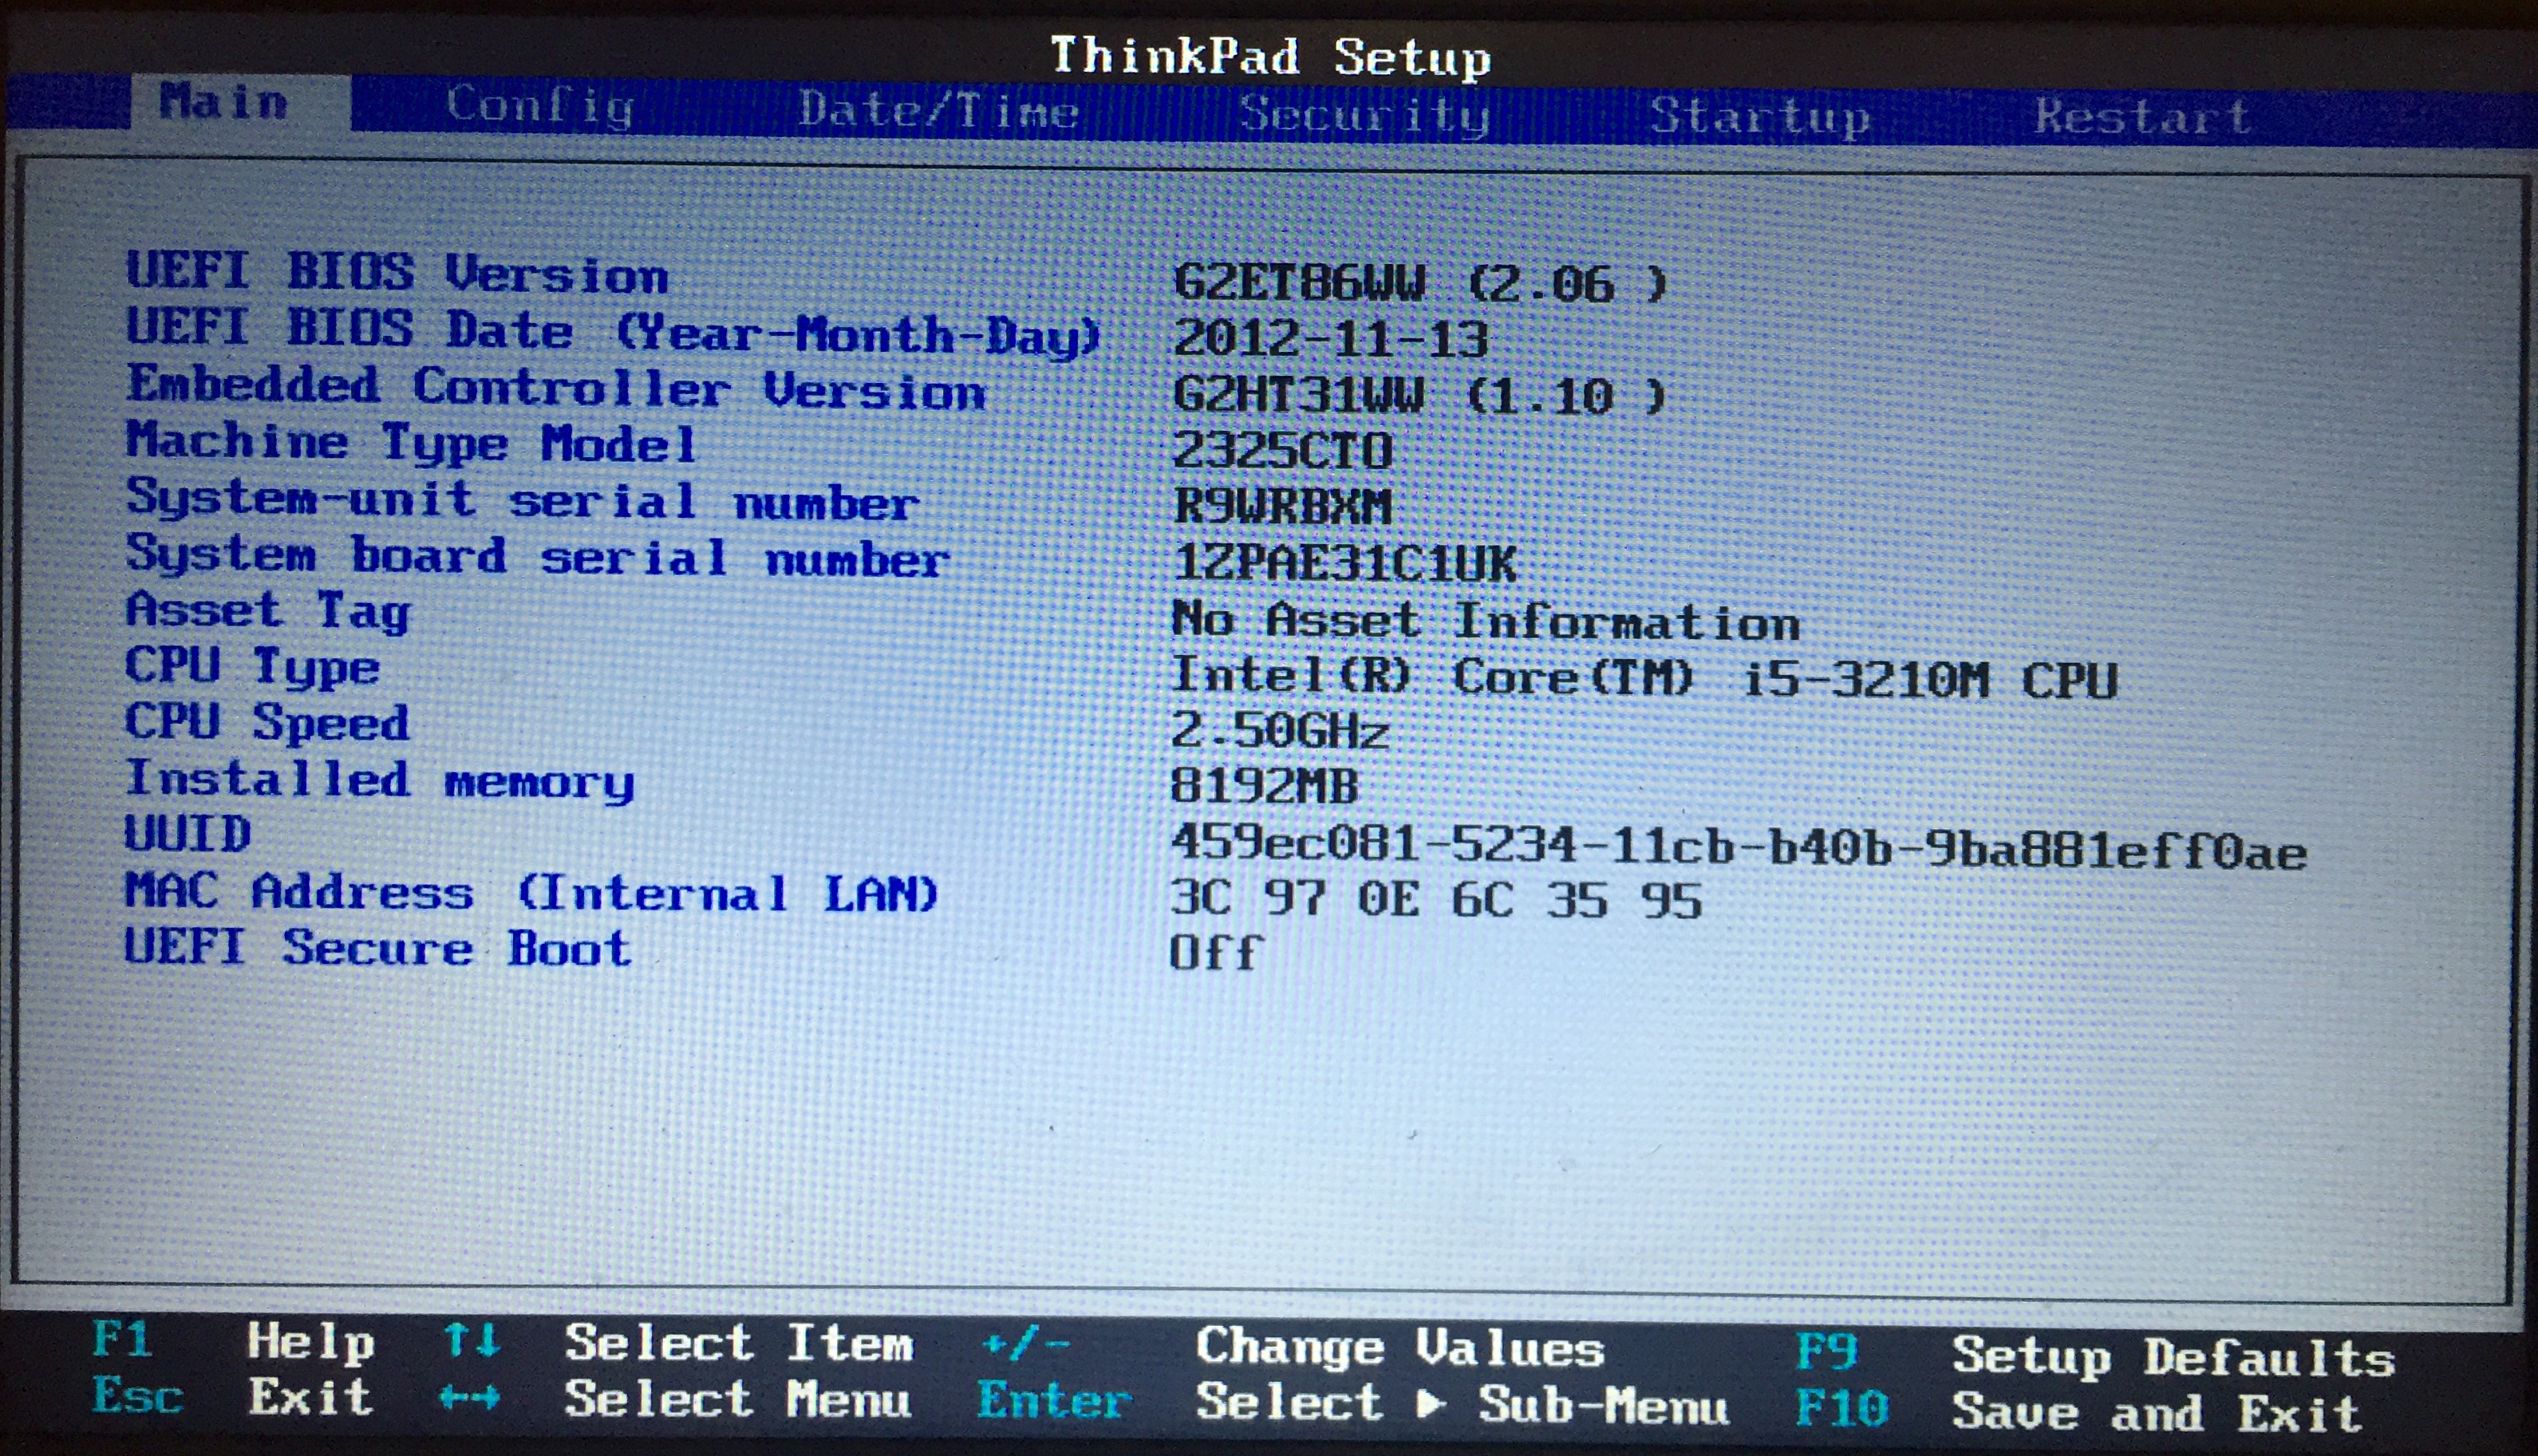 ThinkPad Setup
Main Config Date/Time Security Startup Restart
UEFI BIOS Version G2ET86WW (2.06 )
UEFI BIOS Date (Year-Month-Day) 2012-11-13
Embedded Controller Version G2HT31WW (1.10 )
Machine Type Model 2325CTO
System-unit serial number R9WRBXM
System board serial number 1ZPAE31C1UK
Asset Tag No Asset Information
CPU Type Intel(R) Core(TM) i5-3210M CPU
CPU Speed 2.50GHz
Installed memory 8192MB
UUID 459ec081-5234-11cb-b40b-9ba881eff0ae
MAC Address (Internal LAN) 3C 97 0E 6C 35 95
UEFI Secure Boot Off
F1 Help ↑↓ Select Item +/- Change Values F9 Setup Defaults
Esc Exit ←→ Select Menu Enter Select ▶ Sub-Menu F10 Save and Exit